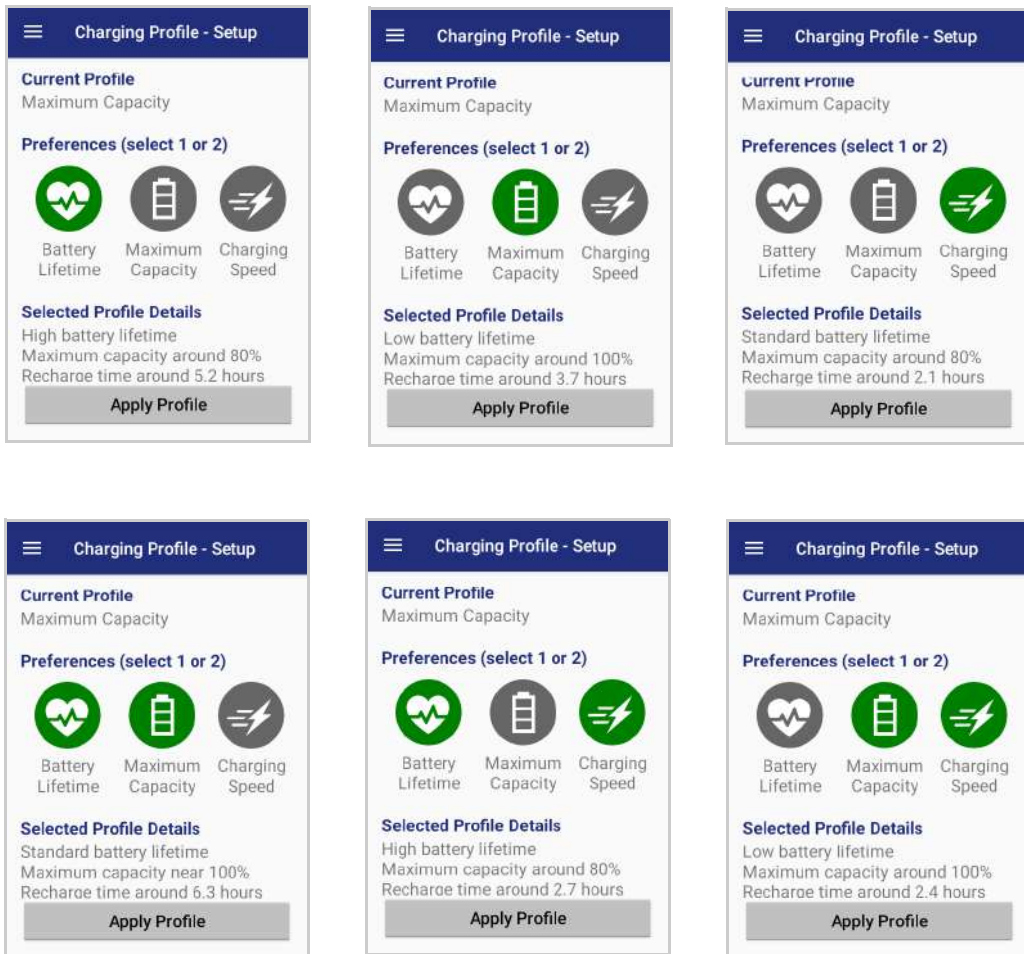 Charging Profile - Setup
Current Profile
Maximum Capacity
Preferences (select 1 or 2)
Battery Lifetime
Maximum Capacity
Charging Speed
Selected Profile Details
High battery lifetime
Maximum capacity around 80%
Recharge time around 5.2 hours
Apply Profile
Charging Profile - Setup
Current Profile
Maximum Capacity
Preferences (select 1 or 2)
Battery Lifetime
Maximum Capacity
Charging Speed
Selected Profile Details
Low battery lifetime
Maximum capacity around 100%
Recharge time around 3.7 hours
Apply Profile
Charging Profile - Setup
Current Profile
Maximum Capacity
Preferences (select 1 or 2)
Battery Lifetime
Maximum Capacity
Charging Speed
Selected Profile Details
Standard battery lifetime
Maximum capacity around 80%
Recharge time around 2.1 hours
Apply Profile
Charging Profile - Setup
Current Profile
Maximum Capacity
Preferences (select 1 or 2)
Battery Lifetime
Maximum Capacity
Charging Speed
Selected Profile Details
Standard battery lifetime
Maximum capacity near 100%
Recharge time around 6.3 hours
Apply Profile
Charging Profile - Setup
Current Profile
Maximum Capacity
Preferences (select 1 or 2)
Battery Lifetime
Maximum Capacity
Charging Speed
Selected Profile Details
High battery lifetime
Maximum capacity around 80%
Recharge time around 2.7 hours
Apply Profile
Charging Profile - Setup
Current Profile
Maximum Capacity
Preferences (select 1 or 2)
Battery Lifetime
Maximum Capacity
Charging Speed
Selected Profile Details
Low battery lifetime
Maximum capacity around 100%
Recharge time around 2.4 hours
Apply Profile